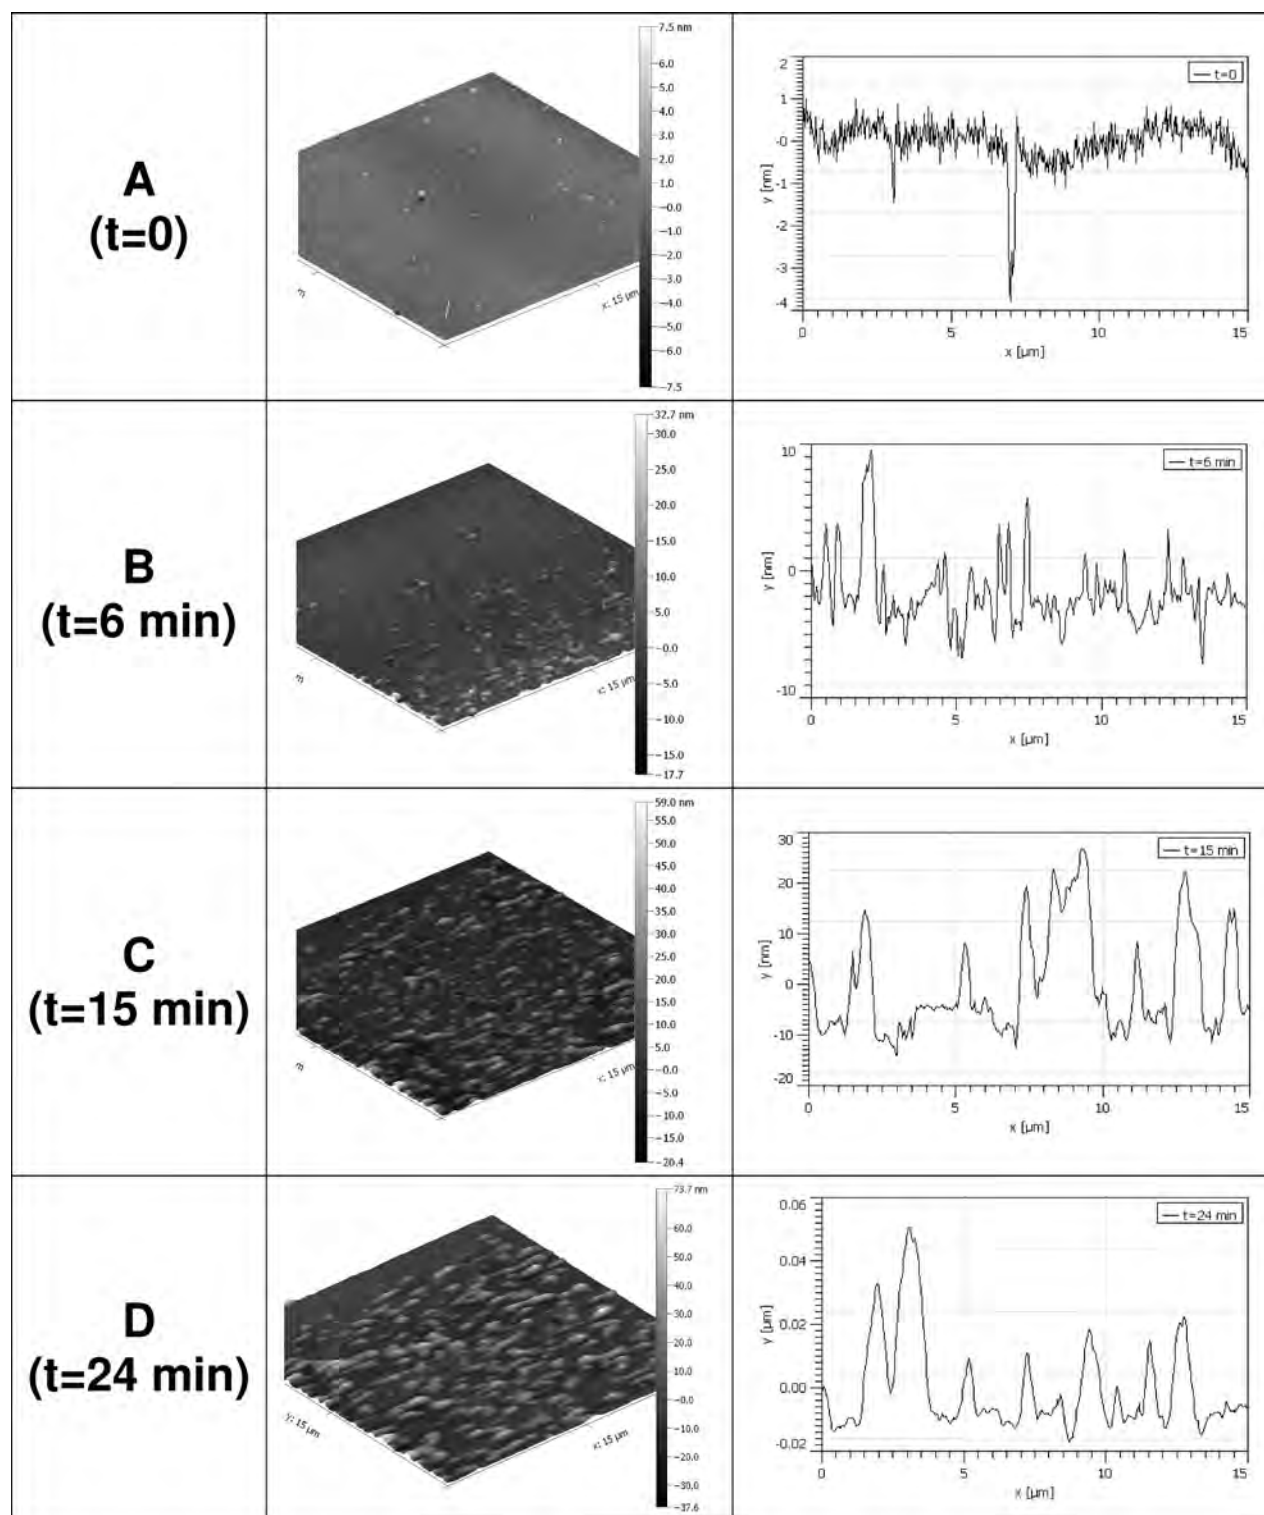 A
(t=0)
7.5 nm
6.0
5.0
4.0
3.0
2.0
1.0
−0.0
−1.0
−2.0
−3.0
−4.0
−5.0
−6.0
−7.5
x: 15 µm
m
2
1
-0
-1
-2
-3
-4
y [nm]
t=0
0
5
10
15
x [µm]
B
(t=6 min)
32.7 nm
30.0
25.0
20.0
15.0
10.0
5.0
−0.0
−5.0
−10.0
−15.0
−17.7
x: 15 µm
m
10
0
-10
y [nm]
t=6 min
0
5
10
15
x [µm]
C
(t=15 min)
59.0 nm
55.0
50.0
45.0
40.0
35.0
30.0
25.0
20.0
15.0
10.0
5.0
−0.0
−5.0
−10.0
−15.0
−20.4
x: 15 µm
m
30
20
10
0
-10
-20
y [nm]
t=15 min
0
5
10
15
x [µm]
D
(t=24 min)
73.7 nm
60.0
50.0
40.0
30.0
20.0
10.0
−0.0
−10.0
−20.0
−30.0
−37.6
y: 15 µm
x: 15 µm
0.06
0.04
0.02
0.00
-0.02
y [µm]
t=24 min
0
5
10
15
x [µm]